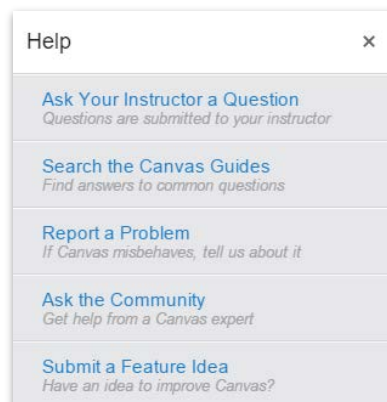 Help ×
Ask Your Instructor a Question
Questions are submitted to your instructor
Search the Canvas Guides
Find answers to common questions
Report a Problem
If Canvas misbehaves, tell us about it
Ask the Community
Get help from a Canvas expert
Submit a Feature Idea
Have an idea to improve Canvas?